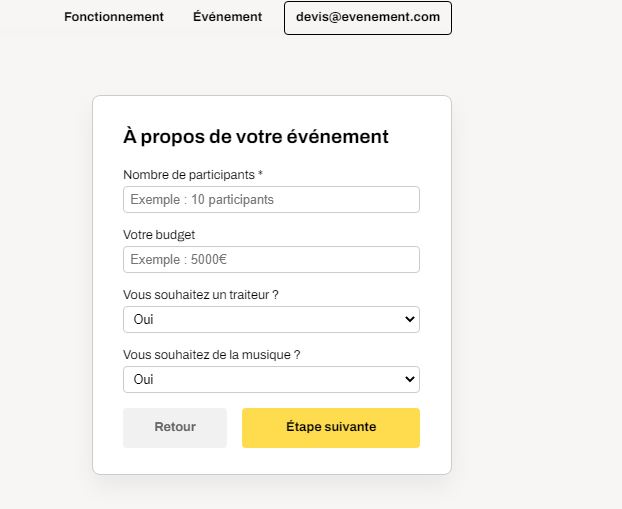 Fonctionnement Événement devis@evenement.com
À propos de votre événement
Nombre de participants *
Exemple : 10 participants
Votre budget
Exemple : 5000€
Vous souhaitez un traiteur ?
Oui
Vous souhaitez de la musique ?
Oui
Retour Étape suivante